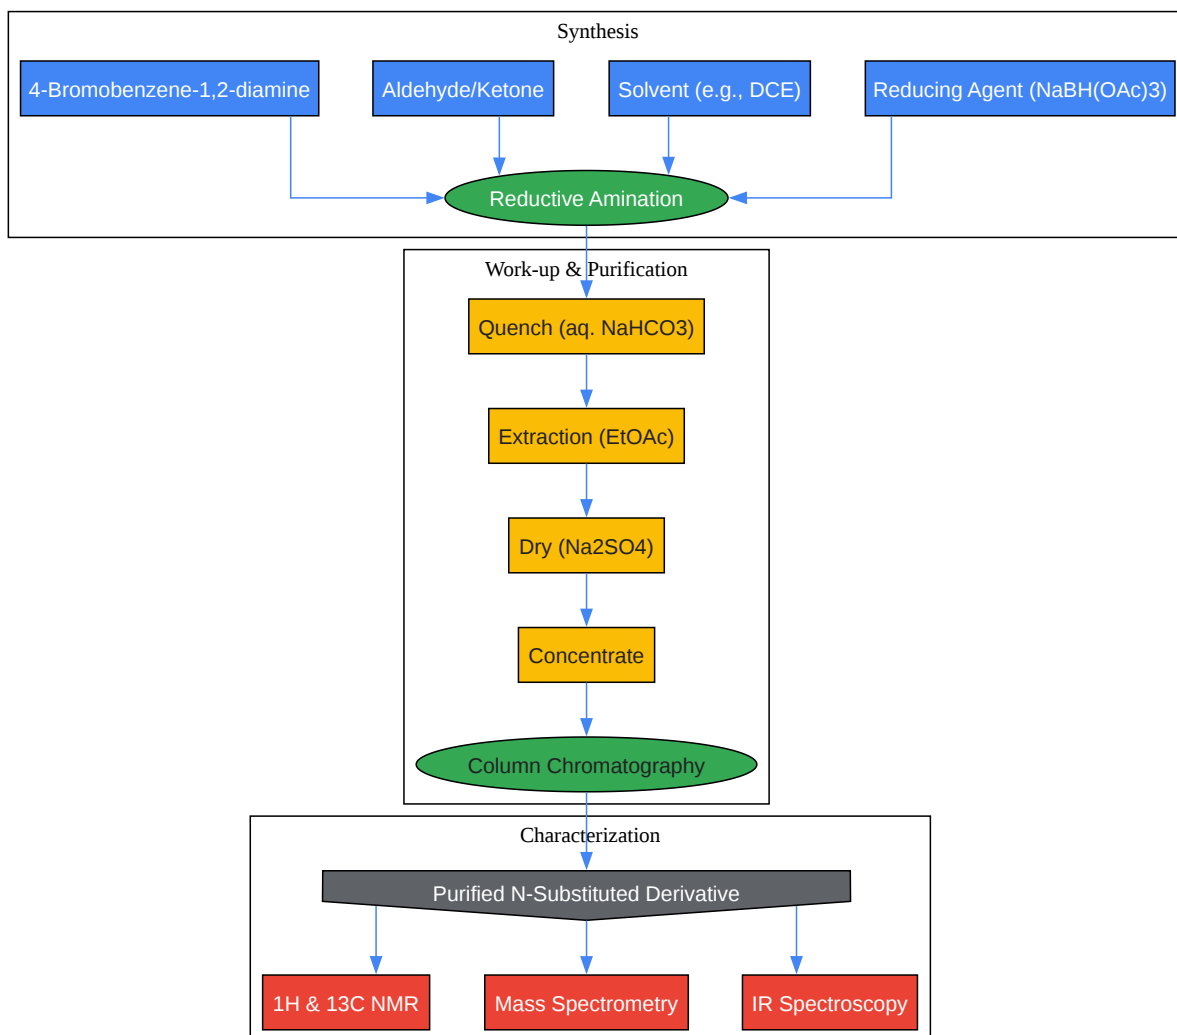 Synthesis
4-Bromobenzene-1,2-diamine
Aldehyde/Ketone
Solvent (e.g., DCE)
Reducing Agent (NaBH(OAc)3)
Reductive Amination
Work-up & Purification
Quench (aq. NaHCO3)
Extraction (EtOAc)
Dry (Na2SO4)
Concentrate
Column Chromatography
Characterization
Purified N-Substituted Derivative
1H & 13C NMR
Mass Spectrometry
IR Spectroscopy